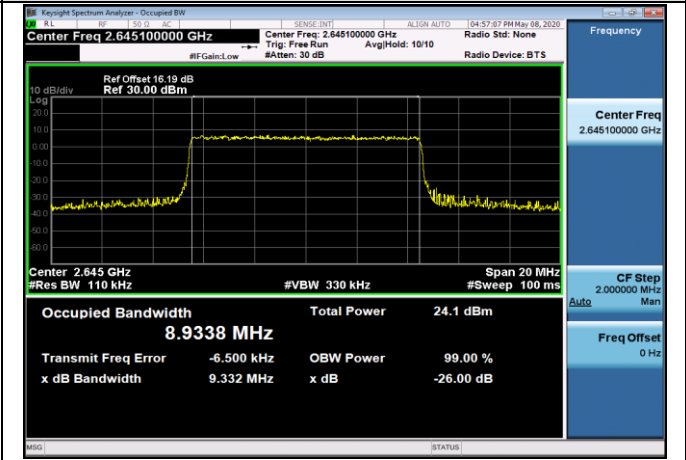 Keysight Spectrum Analyzer - Occupied BW
RL RF 50 Ω AC SENSE:INT ALIGN AUTO 04:57:07 PM May 08, 2020
Center Freq 2.645100000 GHz
Center Freq: 2.645100000 GHz Radio Std: None
Trig: Free Run Avg|Hold: 10/10
#IFGain:Low #Atten: 30 dB Radio Device: BTS
Ref Offset 16.19 dB
10 dB/div Ref 30.00 dBm
Log
20.0
10.0
0.00
-10.0
-20.0
-30.0
-40.0
-50.0
-60.0
Center 2.645 GHz Span 20 MHz
#Res BW 110 kHz #VBW 330 kHz #Sweep 100 ms
Occupied Bandwidth Total Power 24.1 dBm
8.9338 MHz
Transmit Freq Error -6.500 kHz OBW Power 99.00 %
x dB Bandwidth 9.332 MHz x dB -26.00 dB
MSG STATUS
Frequency
Center Freq
2.645100000 GHz
CF Step
2.000000 MHz
Auto Man
Freq Offset
0 Hz